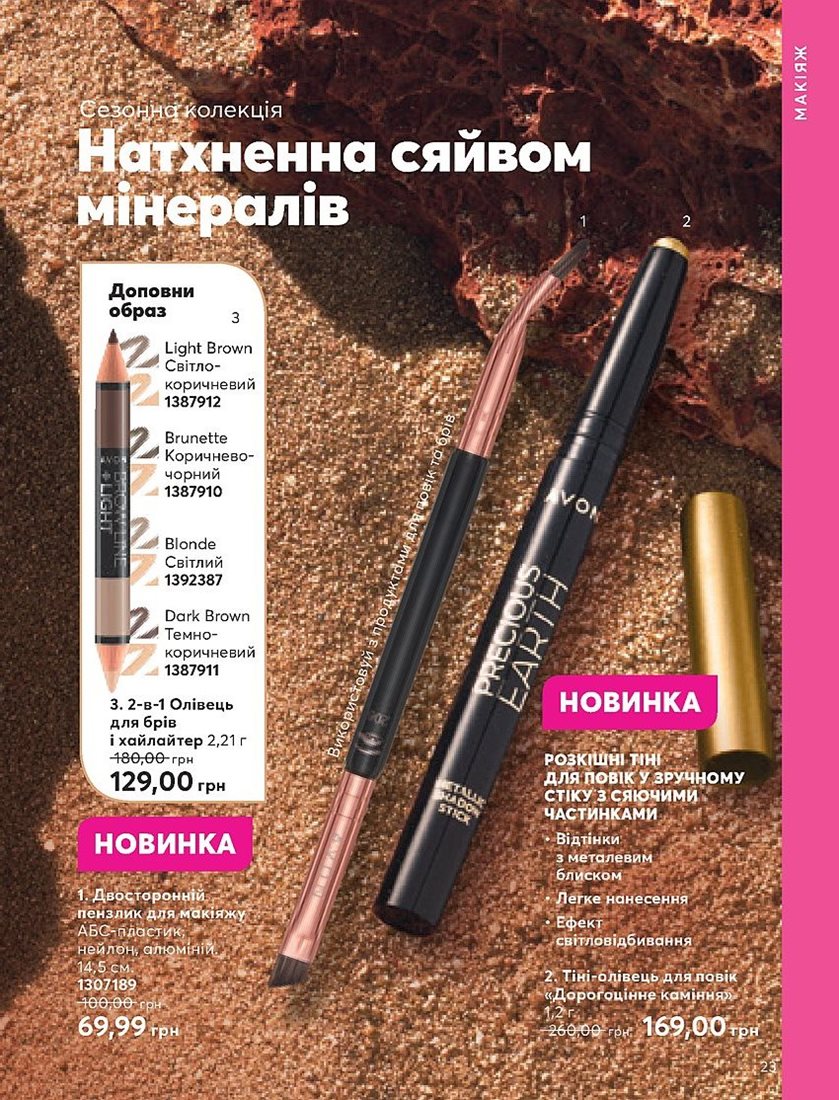 МАКІЯЖ
Сезонна колекція
Натхненна сяйвом
мінералів
1
2
Доповни
образ
3
Light Brown
Світло-
коричневий
1387912
Brunette
Коричнево-
чорний
1387910
Blonde
Світлий
1392387
Dark Brown
Темно-
коричневий
1387911
AVON
BROW LINE
+ LIGHT
3. 2-в-1 Олівець
для брів
і хайлайтер 2,21 г
180,00 грн
129,00 грн
Використовуй з продуктами для повік та брів
AVON
AVON
PRECIOUS
EARTH
METALLIC
SHADOW
STICK
НОВИНКА
1. Двосторонній
пензлик для макіяжу
АБС-пластик,
нейлон, алюміній.
14,5 см.
1307189
100,00 грн
69,99 грн
НОВИНКА
РОЗКІШНІ ТІНІ
ДЛЯ ПОВІК У ЗРУЧНОМУ
СТІКУ З СЯЮЧИМИ
ЧАСТИНКАМИ
• Відтінки
з металевим
блиском
• Легке нанесення
• Ефект
світловідбивання
2. Тіні-олівець для повік
«Дорогоцінне каміння»
1,2 г
260,00 грн 169,00 грн
23